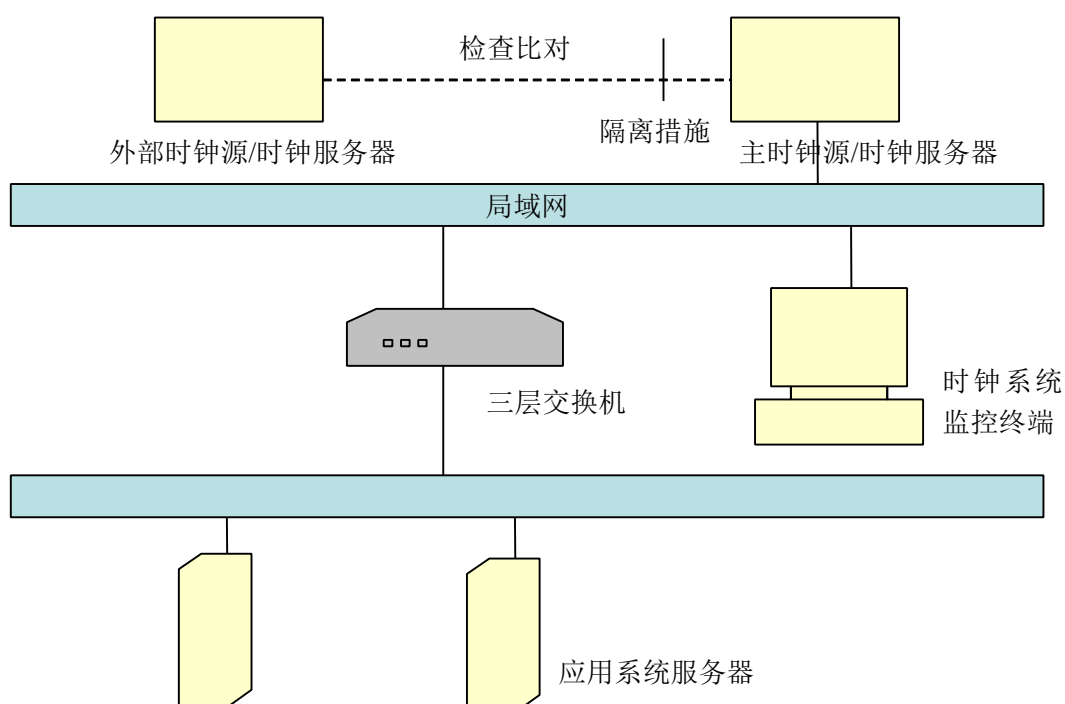 检查比对
隔离措施
外部时钟源/时钟服务器
主时钟源/时钟服务器
局域网
三层交换机
时钟系统
监控终端
应用系统服务器